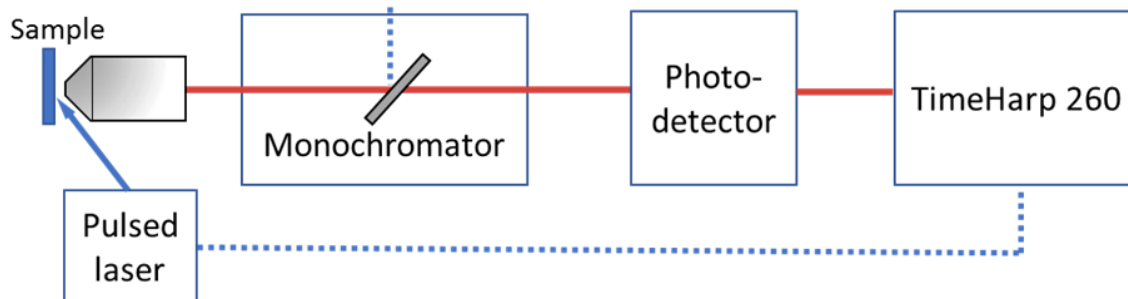 Sample
Monochromator
Photo-
detector
TimeHarp 260
Pulsed
laser